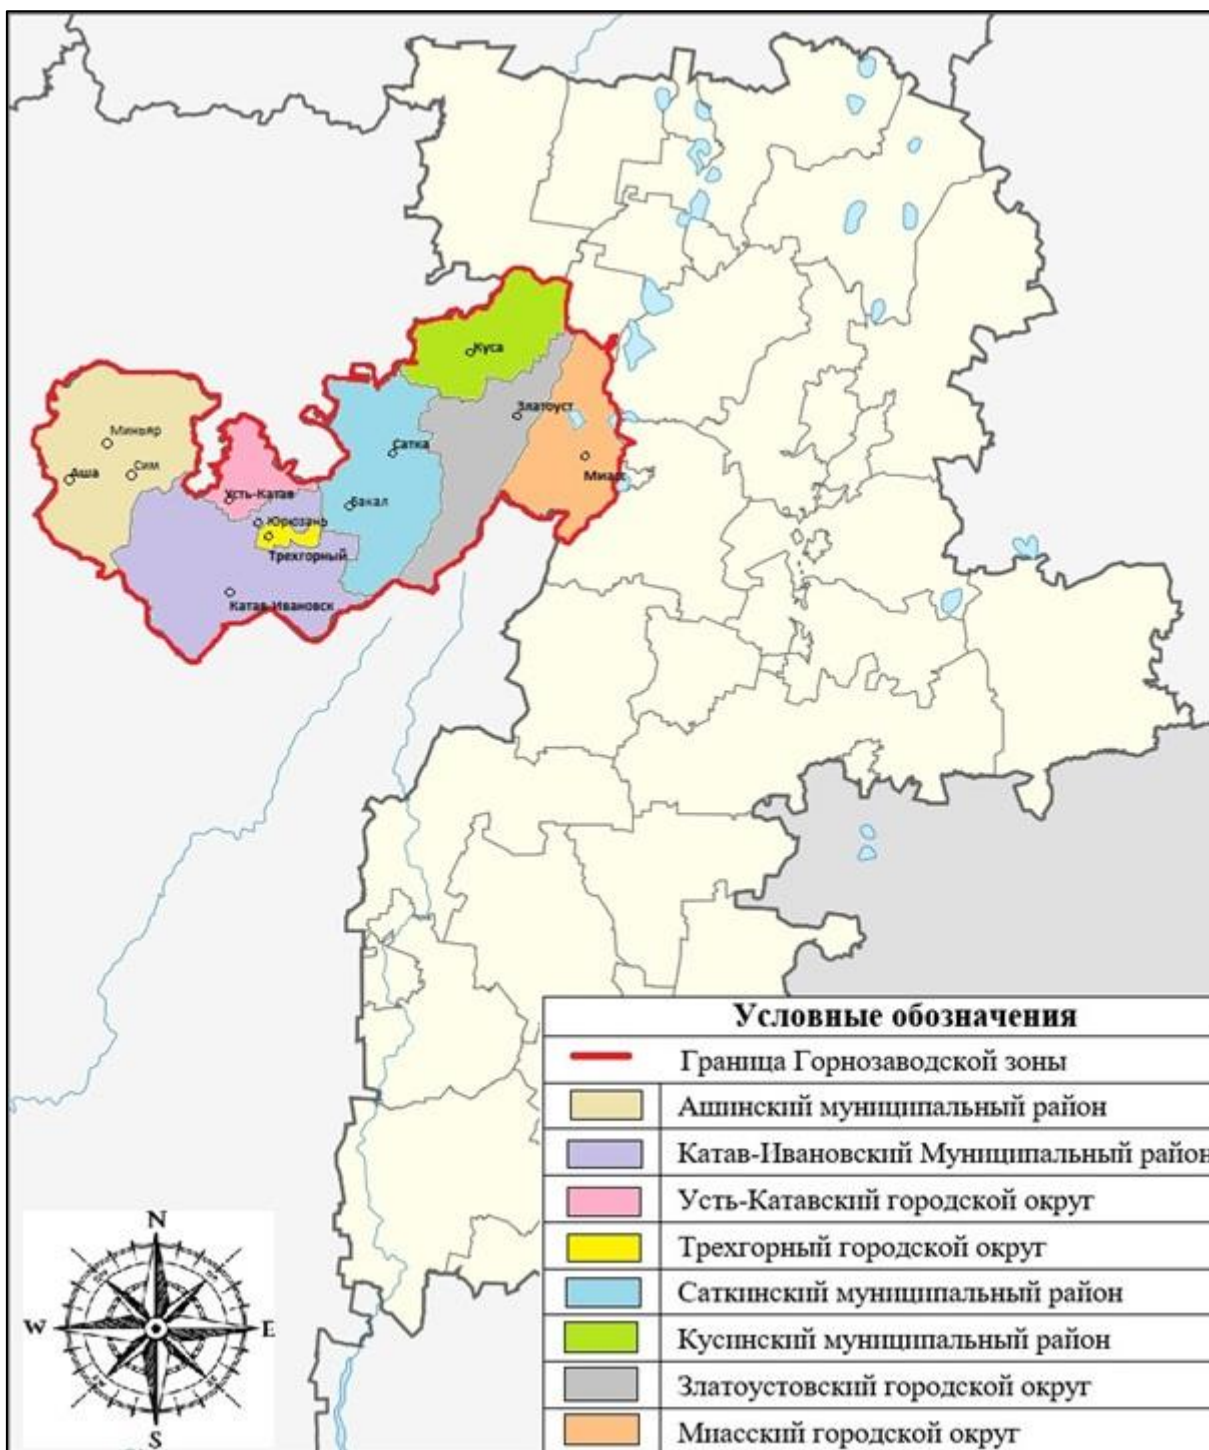 Куса
Златоуст
Миньяр
Сатка
Миасс
Сим
Аша
Усть-Катав
Бакал
Юрюзань
Трехгорный
Катав-Ивановск
Условные обозначения
Граница Горнозаводской зоны
Ашинский муниципальный район
Катав-Ивановский Муниципальный район
Усть-Катавский городской округ
Трехгорный городской округ
Саткинский муниципальный район
Кусинский муниципальный район
Златоустовский городской округ
Миасский городской округ
N
W
E
S